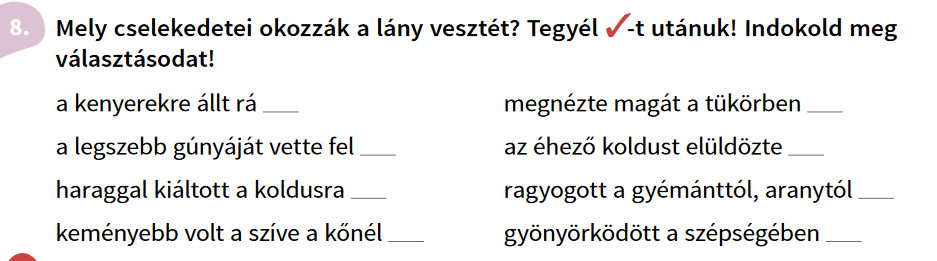 8. Mely cselekedetei okozzák a lány vesztét? Tegyél ✓-t utánuk! Indokold meg
választásodat!
a kenyerekre állt rá ___
megnézte magát a tükörben ___
a legszebb gúnyáját vette fel ___
az éhező koldust elüldözte ___
haraggal kiáltott a koldusra ___
ragyogott a gyémánttól, aranytól ___
keményebb volt a szíve a kőnél ___
gyönyörködött a szépségében ___